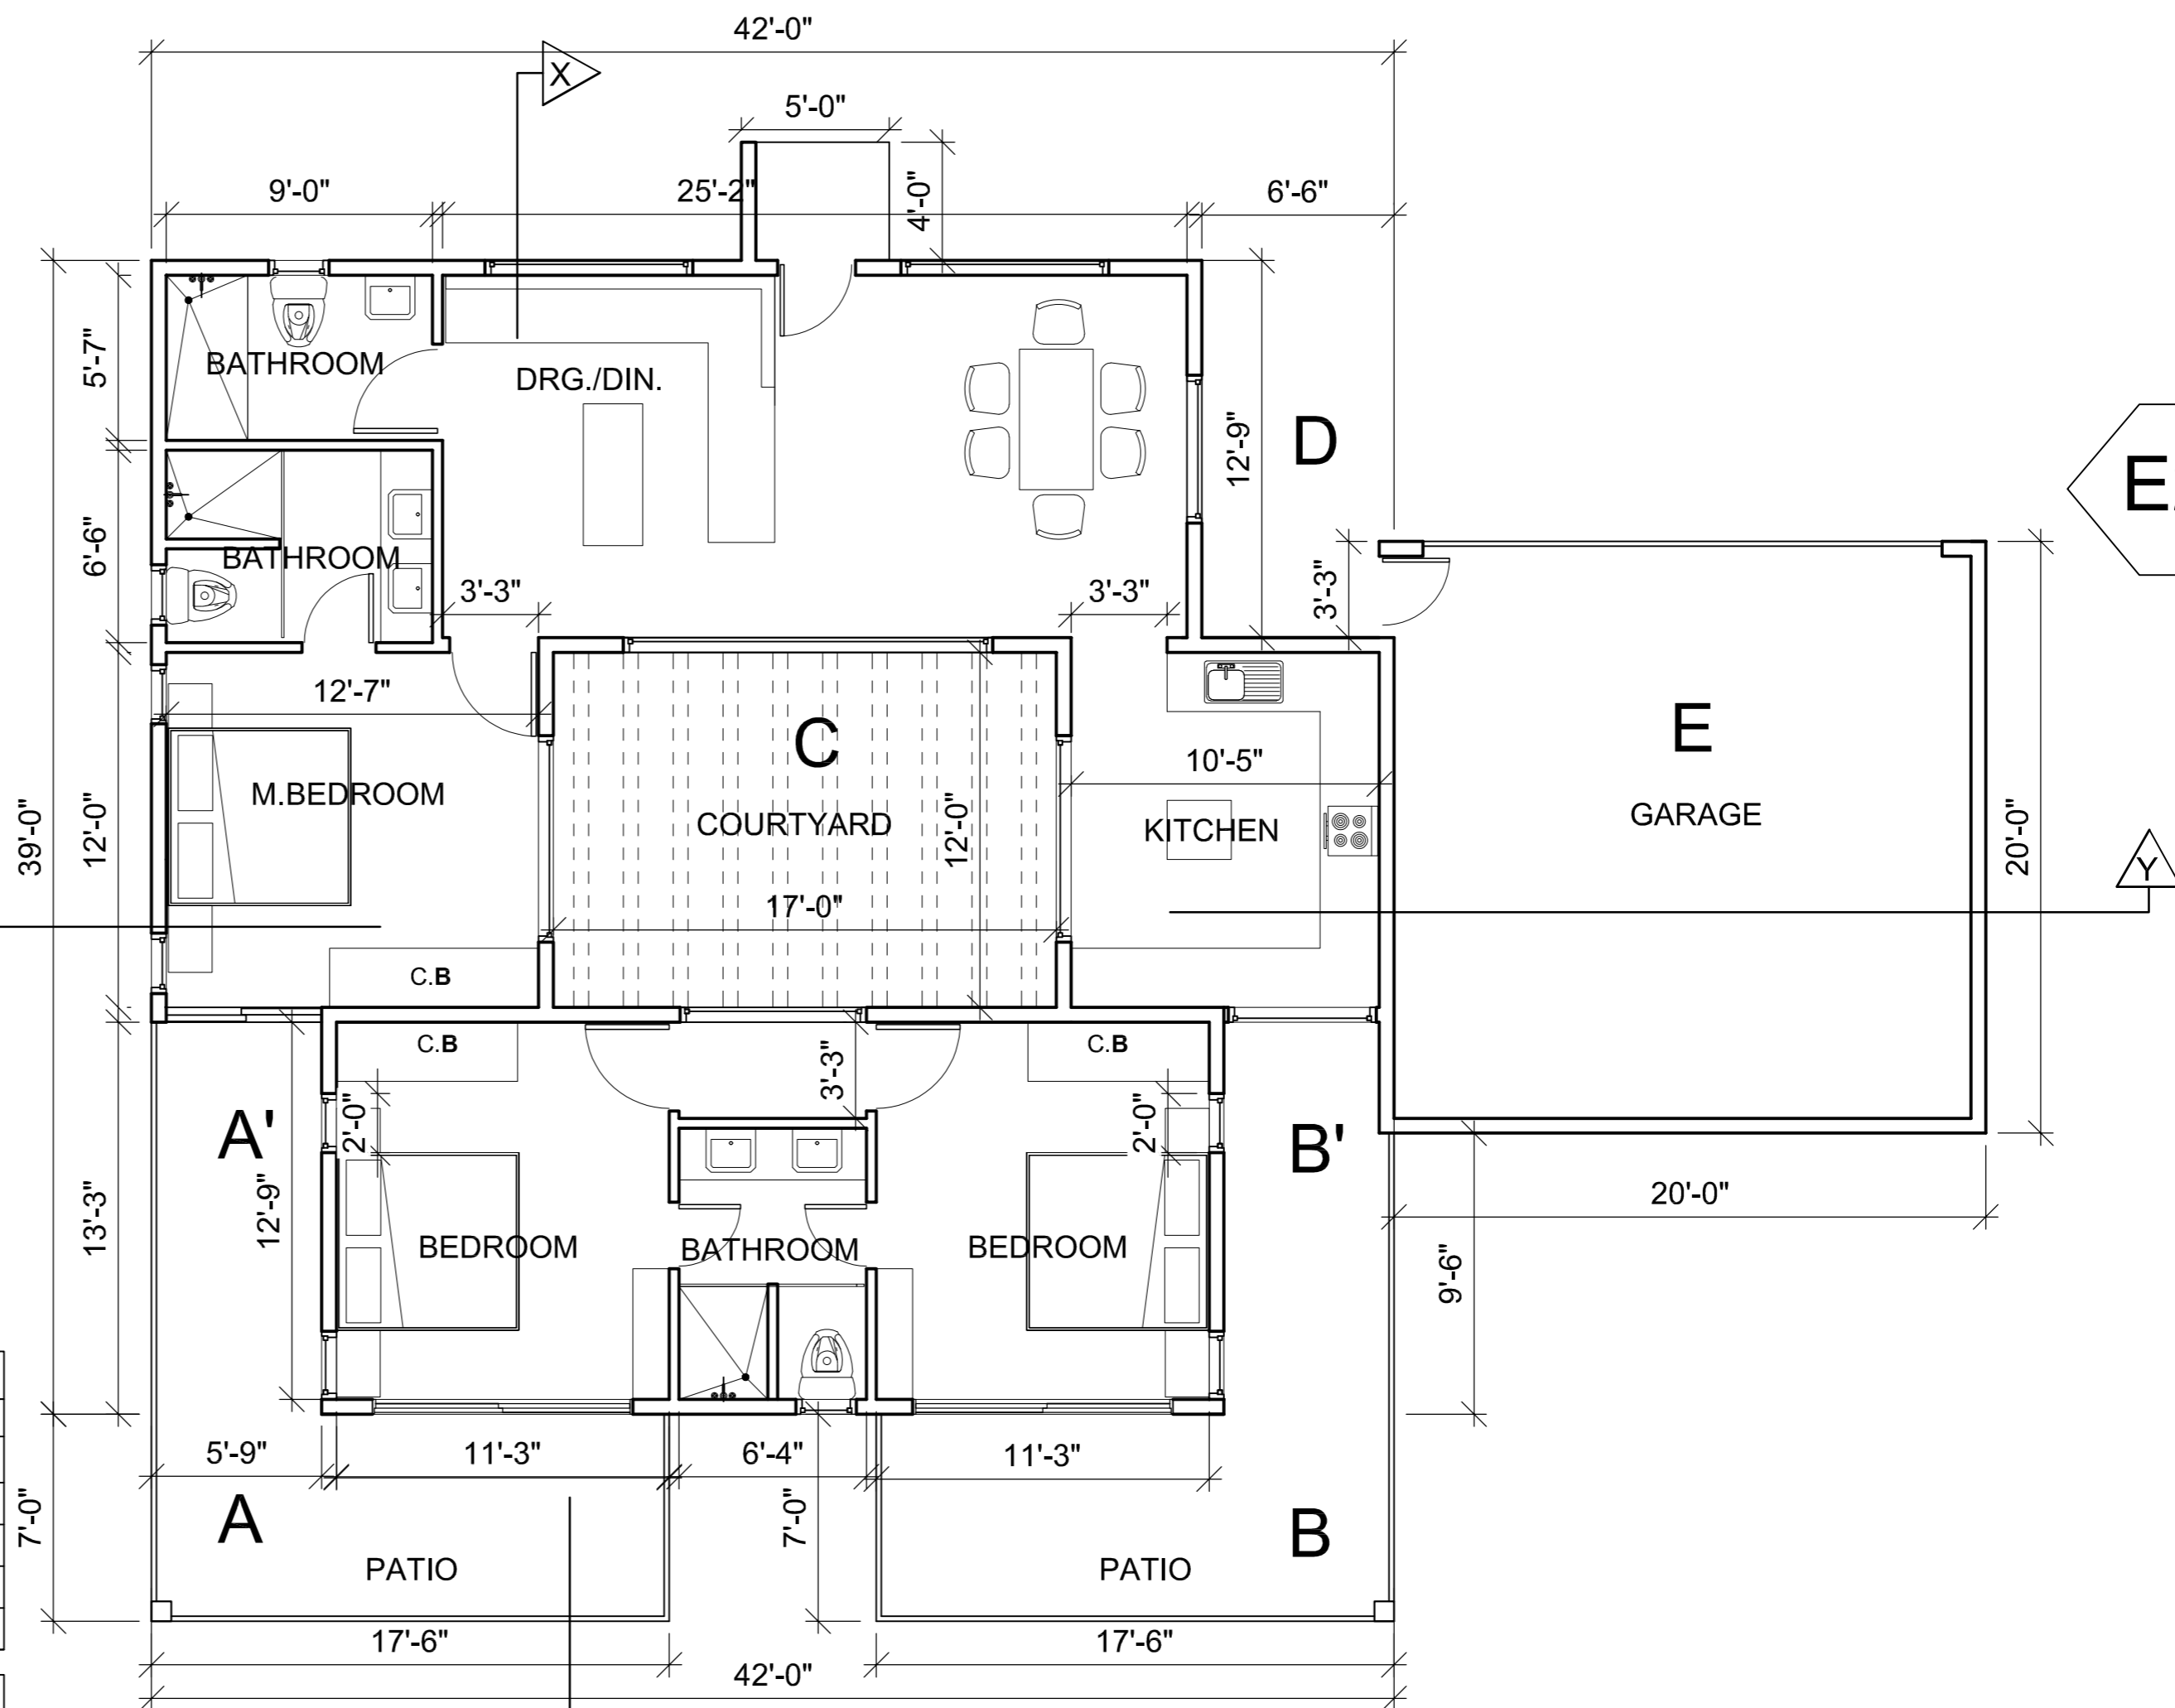 42'-0"
X
5'-0"
9'-0"
25'-2"
4'-0"
6'-6"
5'-7"
BATHROOM
DRG./DIN.
12'-9"
D
E
6'-6"
BATHROOM
3'-3"
3'-3"
3'-3"
20'-0"
12'-7"
C
10'-5"
E
39'-0"
12'-0"
M.BEDROOM
COURTYARD
12'-0"
KITCHEN
GARAGE
Y
17'-0"
C.B
C.B
3'-3"
C.B
A'
2'-0"
2'-0"
B'
13'-3"
12'-9"
BEDROOM
BATHROOM
BEDROOM
20'-0"
9'-6"
5'-9"
11'-3"
6'-4"
11'-3"
7'-0"
A
7'-0"
B
PATIO
PATIO
17'-6"
17'-6"
42'-0"